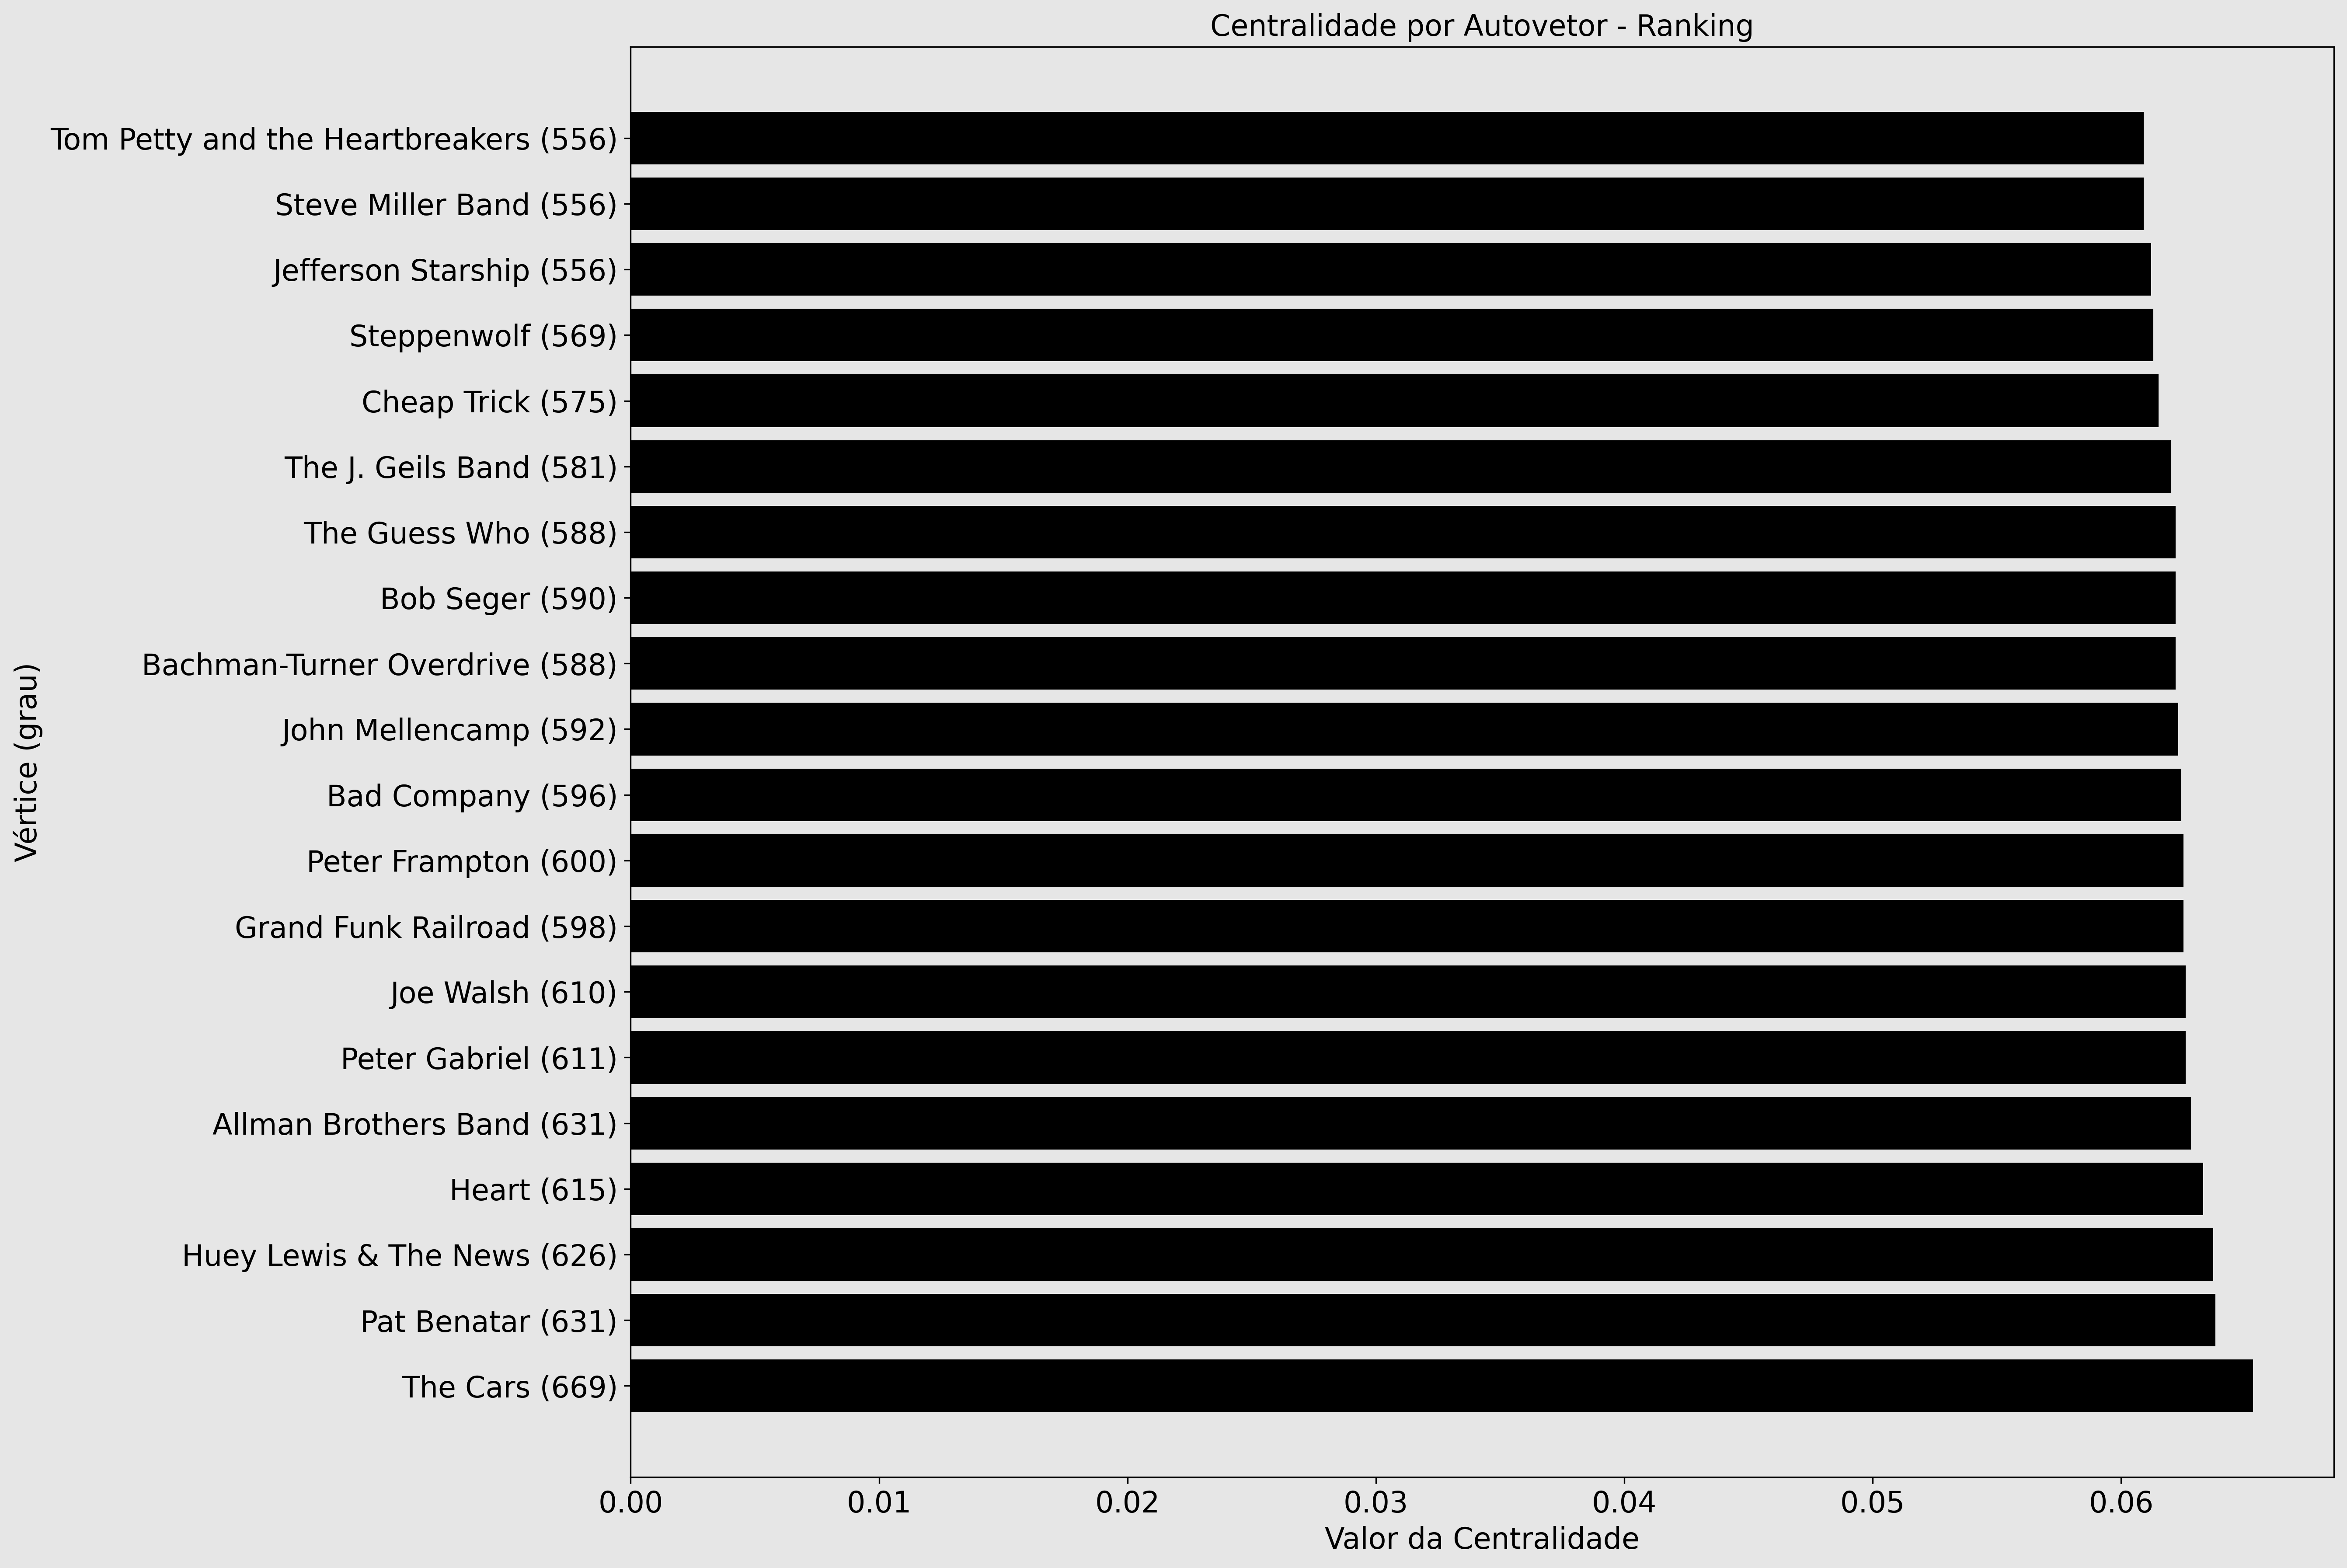 Centralidade por Autovetor - Ranking
Vértice (grau)
Tom Petty and the Heartbreakers (556)
Steve Miller Band (556)
Jefferson Starship (556)
Steppenwolf (569)
Cheap Trick (575)
The J. Geils Band (581)
The Guess Who (588)
Bob Seger (590)
Bachman-Turner Overdrive (588)
John Mellencamp (592)
Bad Company (596)
Peter Frampton (600)
Grand Funk Railroad (598)
Joe Walsh (610)
Peter Gabriel (611)
Allman Brothers Band (631)
Heart (615)
Huey Lewis & The News (626)
Pat Benatar (631)
The Cars (669)
0.00 0.01 0.02 0.03 0.04 0.05 0.06
Valor da Centralidade